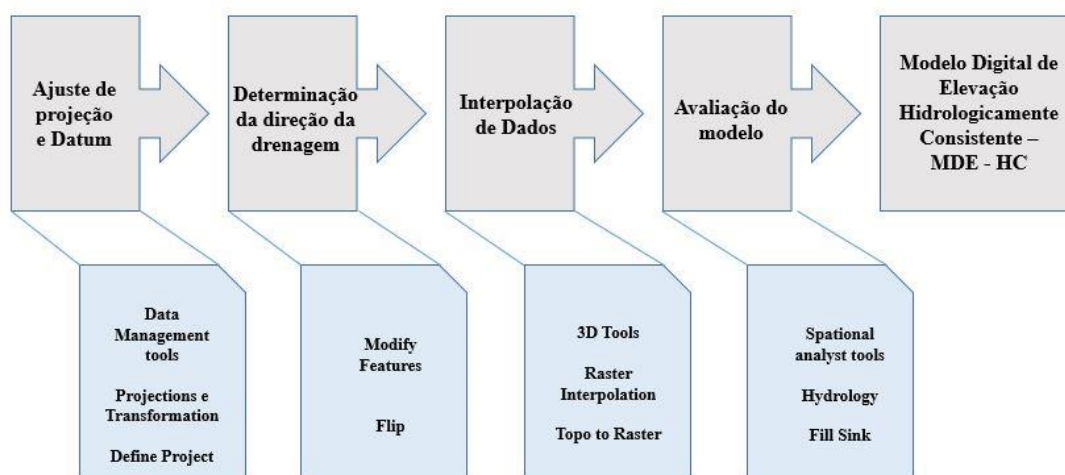 Ajuste de
projeção
e Datum
Determinação
da direção da
drenagem
Interpolação
de Dados
Avaliação do
modelo
Modelo Digital de
Elevação
Hidrologicamente
Consistente –
MDE - HC
Data
Management
tools
Projections e
Transformation
Define Project
Modify
Features
Flip
3D Tools
Raster
Interpolation
Topo to Raster
Spational
analyst tools
Hydrology
Fill Sink